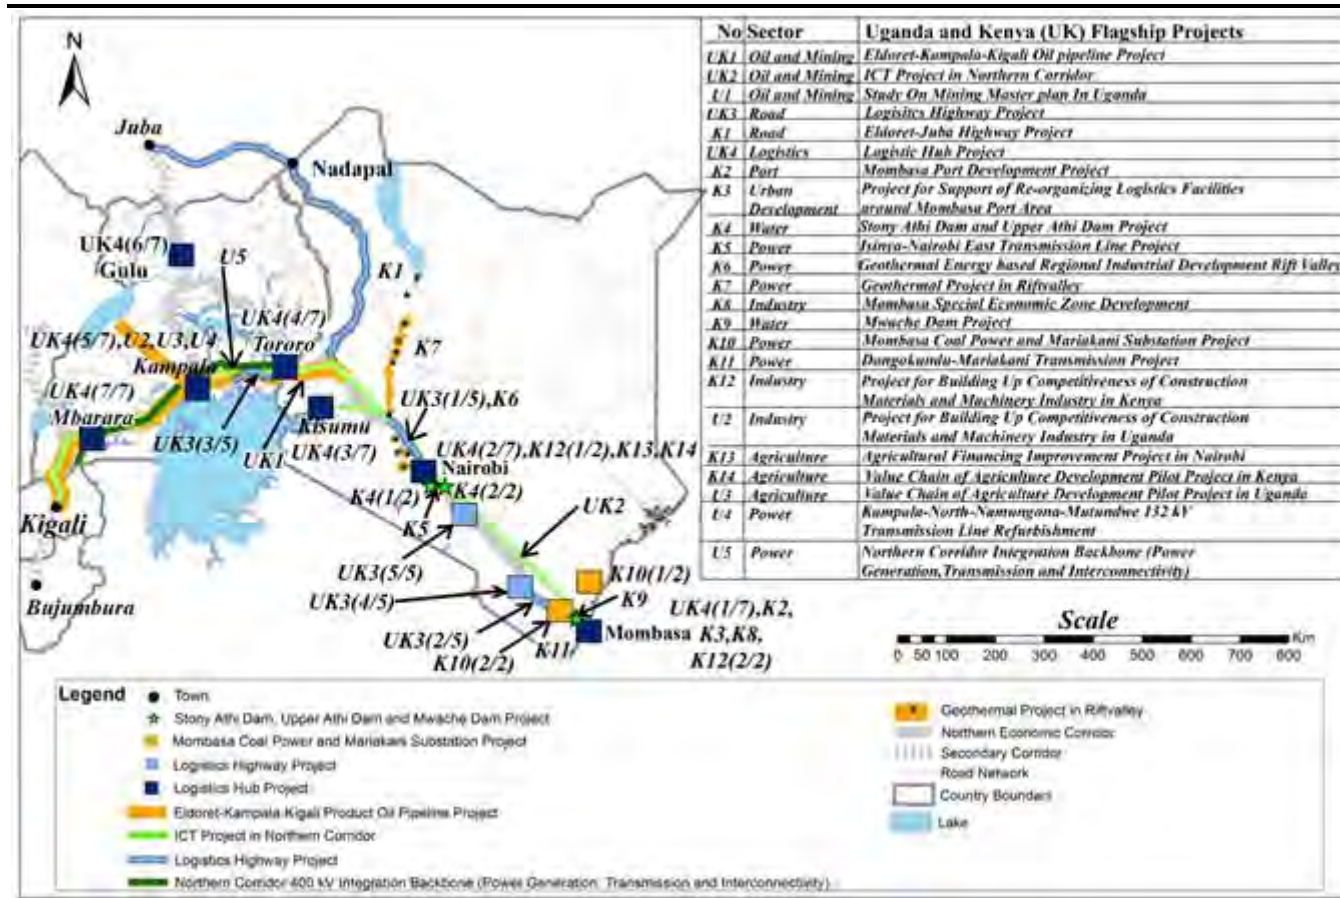 N
Juba
Nadapal
UK4(6/7)
Gulu
U5
K1
UK4(4/7)
Tororo
UK4(5/7),U2,U3,U4
Kampala
K7
UK4(7/7)
Mbarara
UK3(1/5),K6
UK3(3/5)
UK1
Kisumu
UK4(3/7)
UK4(2/7),K12(1/2),K13,K14
Nairobi
K4(1/2)
K4(2/2)
K5
UK2
Kigali
UK3(5/5)
K10(1/2)
Bujumbura
UK3(4/5)
K9
UK4(1/7),K2,
UK3(2/5)
K11
Mombasa
K3,K8,
K10(2/2)
K12(2/2)
No Sector Uganda and Kenya (UK) Flagship Projects
UK1 Oil and Mining Eldoret-Kampala-Kigali Oil pipeline Project
UK2 Oil and Mining ICT Project in Northern Corridor
U1 Oil and Mining Study On Mining Master plan In Uganda
UK3 Road Logisitcs Highway Project
K1 Road Eldoret-Juba Highway Project
UK4 Logistics Logistic Hub Project
K2 Port Mombasa Port Development Project
K3 Urban Project for Support of Re-organizing Logistics Facilities
Development around Mombasa Port Area
K4 Water Stony Athi Dam and Upper Athi Dam Project
K5 Power Isinya-Nairobi East Transmission Line Project
K6 Power Geothermal Energy based Regional Industrial Development Rift Valley
K7 Power Geothermal Project in Riftvalley
K8 Industry Mombasa Special Economic Zone Development
K9 Water Mwache Dam Project
K10 Power Mombasa Coal Power and Mariakani Substation Project
K11 Power Dongokundu-Mariakani Transmission Project
K12 Industry Project for Building Up Competitiveness of Construction
Materials and Machinery Industry in Kenya
U2 Industry Project for Building Up Competitiveness of Construction
Materials and Machinery Industry in Uganda
K13 Agriculture Agricultural Financing Improvement Project in Nairobi
K14 Agriculture Value Chain of Agriculture Development Pilot Project in Kenya
U3 Agriculture Value Chain of Agriculture Development Pilot Project in Uganda
U4 Power Kampala-North-Namungona-Mutundwe 132 kV
Transmission Line Refurbishment
U5 Power Northern Corridor Integration Backbone (Power
Generation,Transmission and Interconnectivity)
Scale
Km
0 50 100 200 300 400 500 600 700 800
Legend
Town
Stony Athi Dam, Upper Athi Dam and Mwache Dam Project
Mombasa Coal Power and Mariakani Substation Project
Logistics Highway Project
Logistics Hub Project
Eldoret-Kampala Kigali Product Oil Pipeline Project
ICT Project in Northern Corridor
Logistics Highway Project
Northern Corridor 400 kV Integration Backbone (Power Generation, Transmission and Interconnectivity)
Geothermal Project in Riftvalley
Northern Economic Corridor
Secondary Corridor
Road Network
Country Boundary
Lake